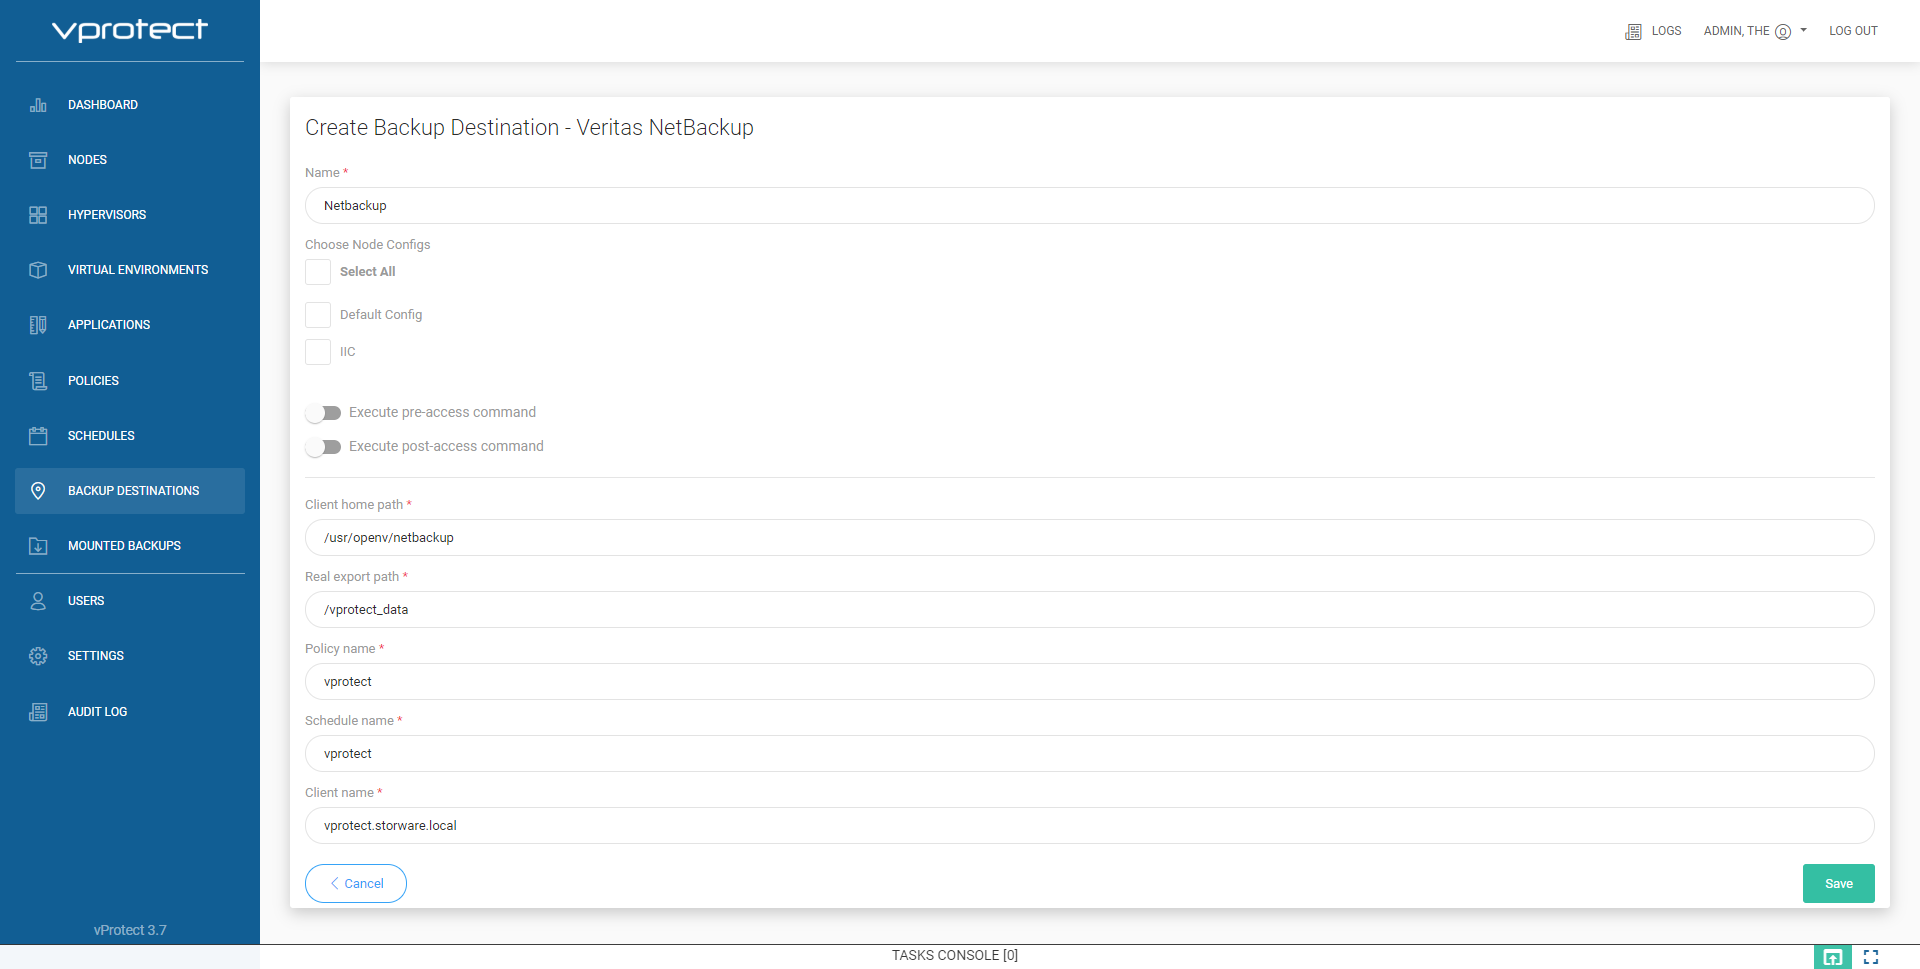 vprotect
LOGS
ADMIN, THE
LOG OUT
DASHBOARD
NODES
HYPERVISORS
VIRTUAL ENVIRONMENTS
APPLICATIONS
POLICIES
SCHEDULES
BACKUP DESTINATIONS
MOUNTED BACKUPS
USERS
SETTINGS
AUDIT LOG
vProtect 3.7
Create Backup Destination - Veritas NetBackup
Name *
Netbackup
Choose Node Configs
Select All
Default Config
IIC
Execute pre-access command
Execute post-access command
Client home path *
/usr/openv/netbackup
Real export path *
/vprotect_data
Policy name *
vprotect
Schedule name *
vprotect
Client name *
vprotect.storware.local
Cancel
Save
TASKS CONSOLE [0]